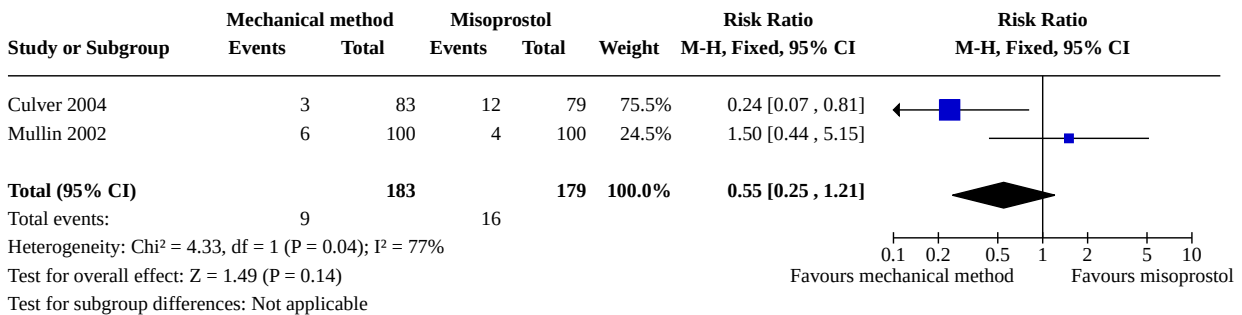 Mechanical method Misoprostol Risk Ratio Risk Ratio
Study or Subgroup Events Total Events Total Weight M-H, Fixed, 95% CI M-H, Fixed, 95% CI
Culver 2004 3 83 12 79 75.5% 0.24 [0.07 , 0.81]
Mullin 2002 6 100 4 100 24.5% 1.50 [0.44 , 5.15]
Total (95% CI) 183 179 100.0% 0.55 [0.25 , 1.21]
Total events: 9 16
Heterogeneity: Chi² = 4.33, df = 1 (P = 0.04); I² = 77%
0.1 0.2 0.5 1 2 5 10
Test for overall effect: Z = 1.49 (P = 0.14) Favours mechanical method Favours misoprostol
Test for subgroup differences: Not applicable